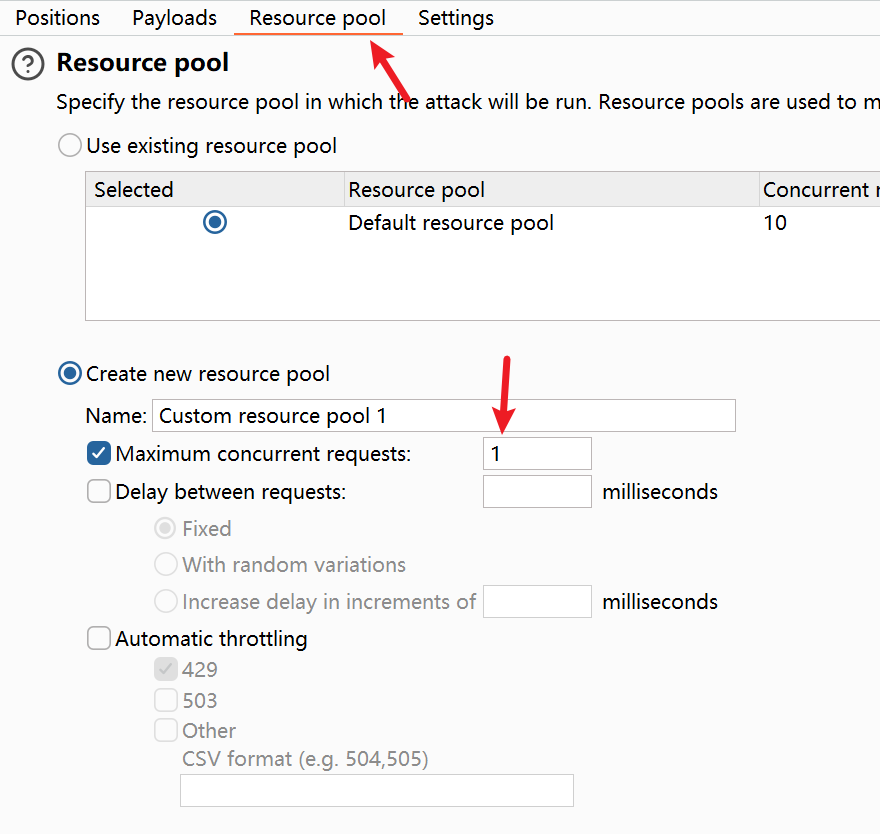 Positions Payloads Resource pool Settings
? Resource pool
Specify the resource pool in which the attack will be run. Resource pools are used to m
Use existing resource pool
Selected Resource pool Concurrent r
Default resource pool 10
Create new resource pool
Name: Custom resource pool 1
Maximum concurrent requests: 1
Delay between requests: milliseconds
Fixed
With random variations
Increase delay in increments of milliseconds
Automatic throttling
429
503
Other
CSV format (e.g. 504,505)